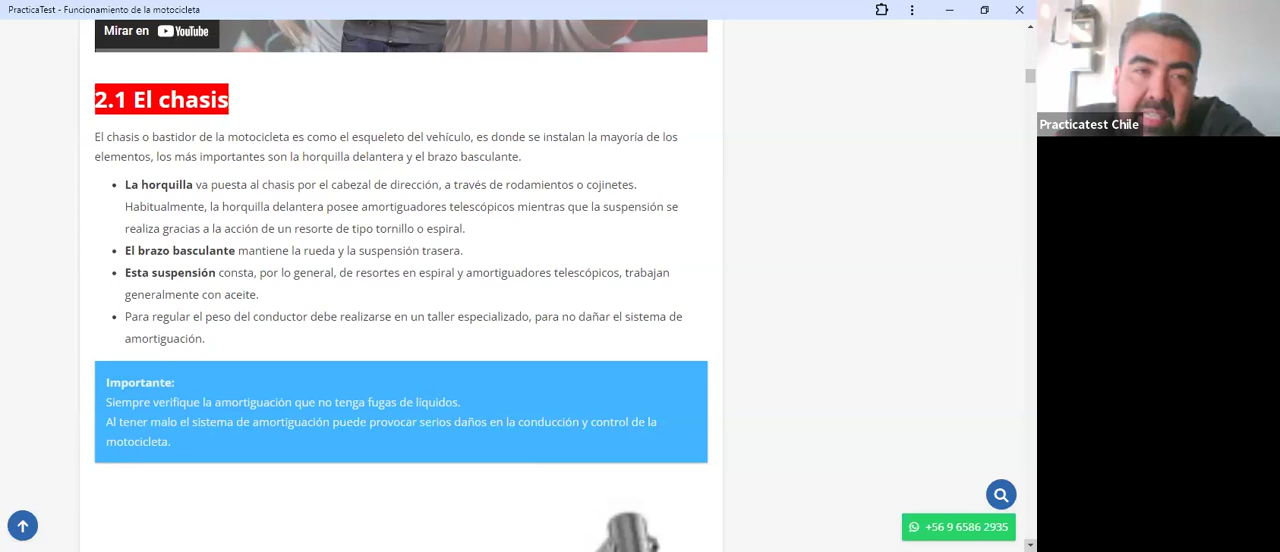 PracticaTest - Funcionamiento de la motocicleta
Mirar en YouTube
2.1 El chasis
El chasis o bastidor de la motocicleta es como el esqueleto del vehículo, es donde se instalan la mayoría de los
elementos, los más importantes son la horquilla delantera y el brazo basculante.
La horquilla va puesta al chasis por el cabezal de dirección, a través de rodamientos o cojinetes.
Habitualmente, la horquilla delantera posee amortiguadores telescópicos mientras que la suspensión se
realiza gracias a la acción de un resorte de tipo tornillo o espiral.
El brazo basculante mantiene la rueda y la suspensión trasera.
Esta suspensión consta, por lo general, de resortes en espiral y amortiguadores telescópicos, trabajan
generalmente con aceite.
Para regular el peso del conductor debe realizarse en un taller especializado, para no dañar el sistema de
amortiguación.
Importante:
Siempre verifique la amortiguación que no tenga fugas de líquidos.
Al tener malo el sistema de amortiguación puede provocar serios daños en la conducción y control de la
motocicleta.
+56 9 6586 2935
Practicatest Chile